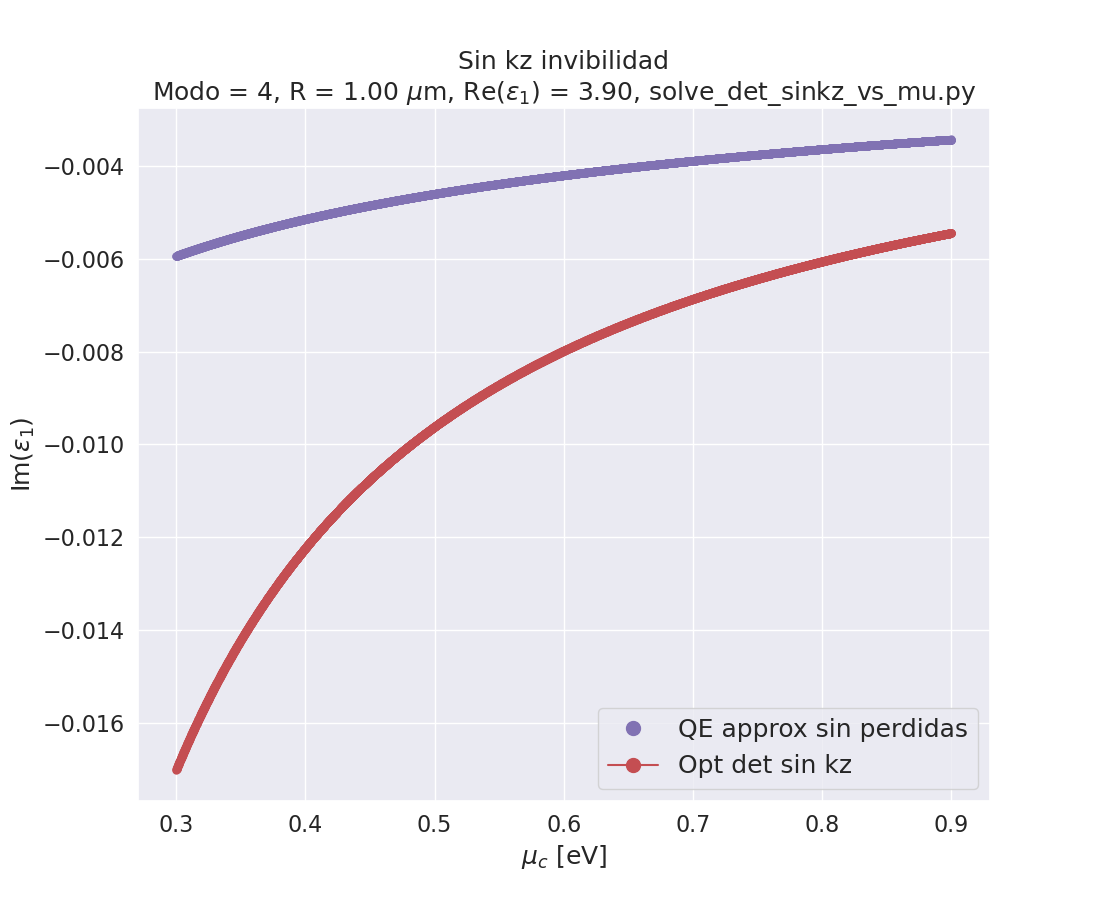 Sin kz invibilidad
Modo = 4, R = 1.00 μm, Re(ε₁) = 3.90, solve_det_sinkz_vs_mu.py
Im(ε₁)
−0.004
−0.006
−0.008
−0.010
−0.012
−0.014
−0.016
QE approx sin perdidas
Opt det sin kz
0.3 0.4 0.5 0.6 0.7 0.8 0.9
μ_c [eV]